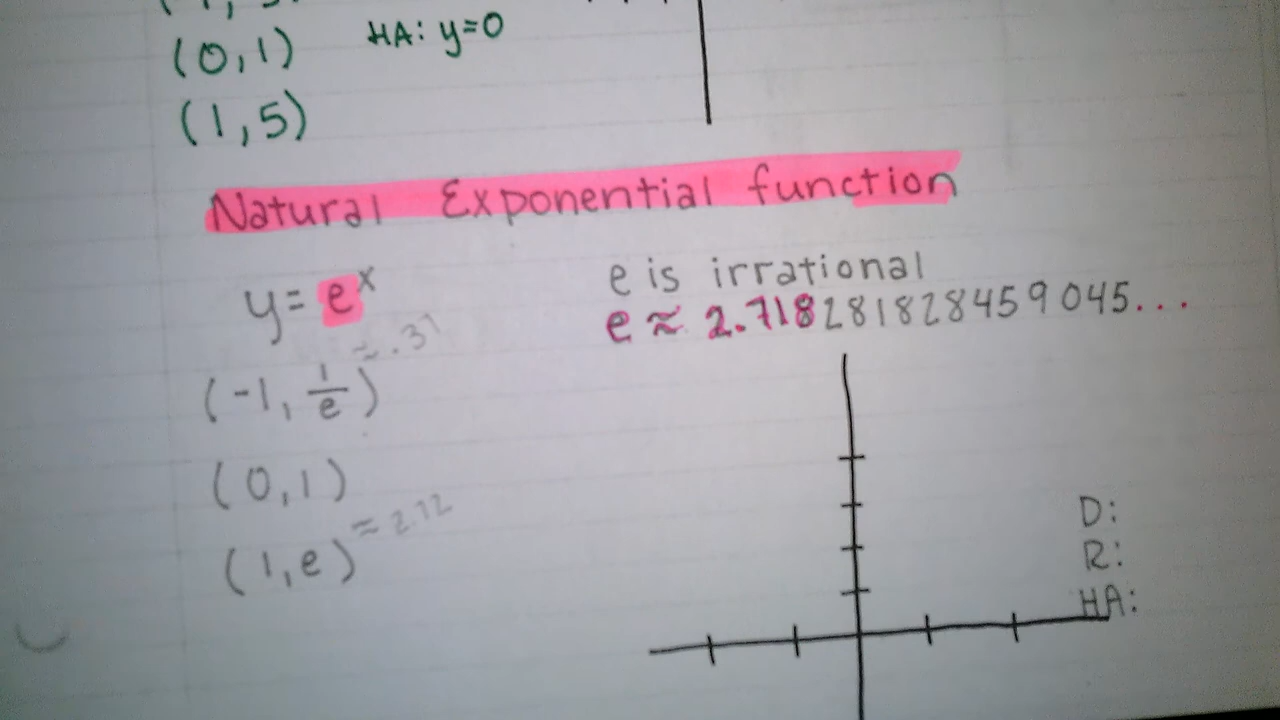 (0,1) HA: y=0
(1,5)
Natural Exponential function
y=eˣ
e is irrational
e ≈ 2.718281828459045...
≈.37
(-1, 1/e)
(0,1)
(1,e) ≈2.72
D:
R:
HA: